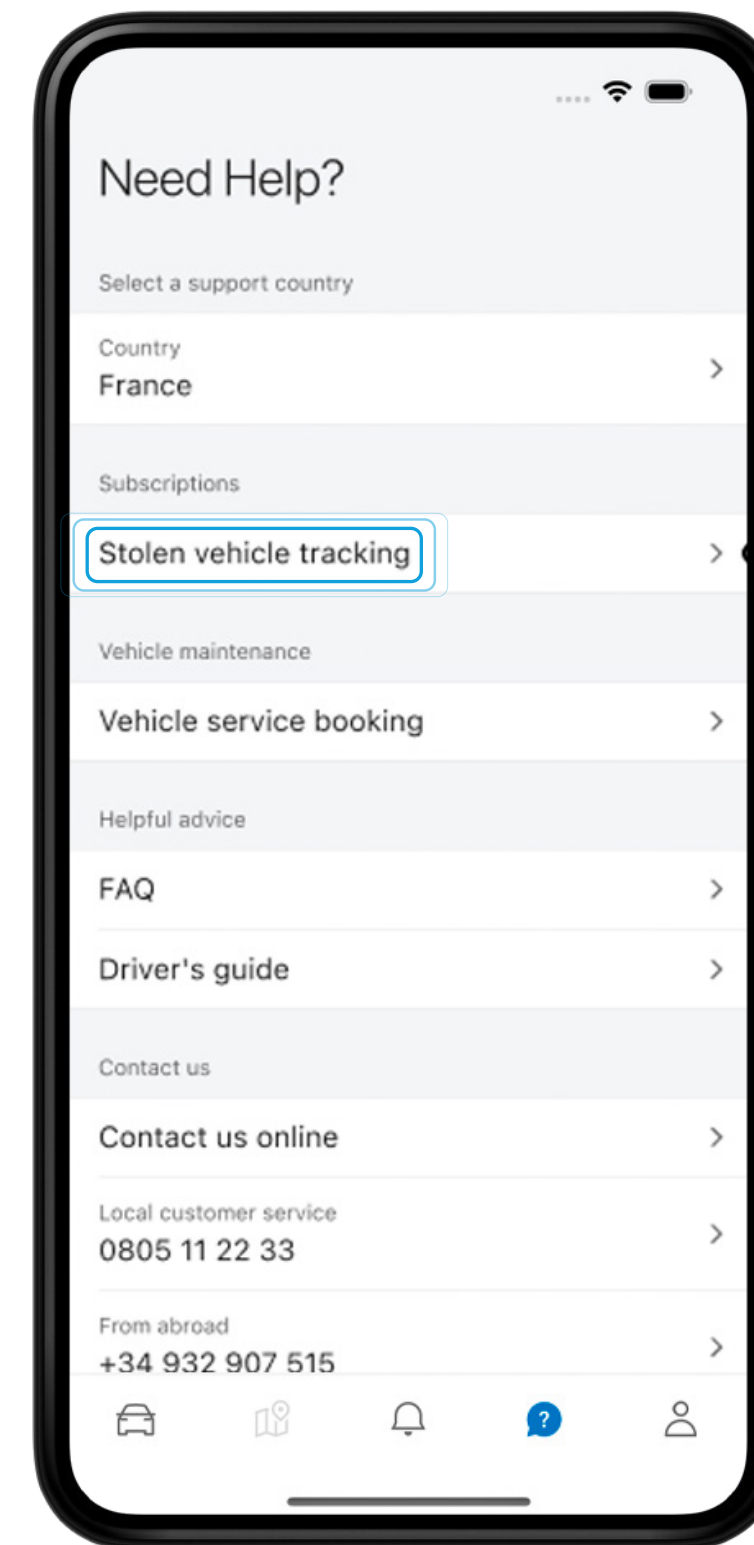 Need Help?
Select a support country
Country
France
Subscriptions
Stolen vehicle tracking
Vehicle maintenance
Vehicle service booking
Helpful advice
FAQ
Driver's guide
Contact us
Contact us online
Local customer service
0805 11 22 33
From abroad
+34 932 907 515
?